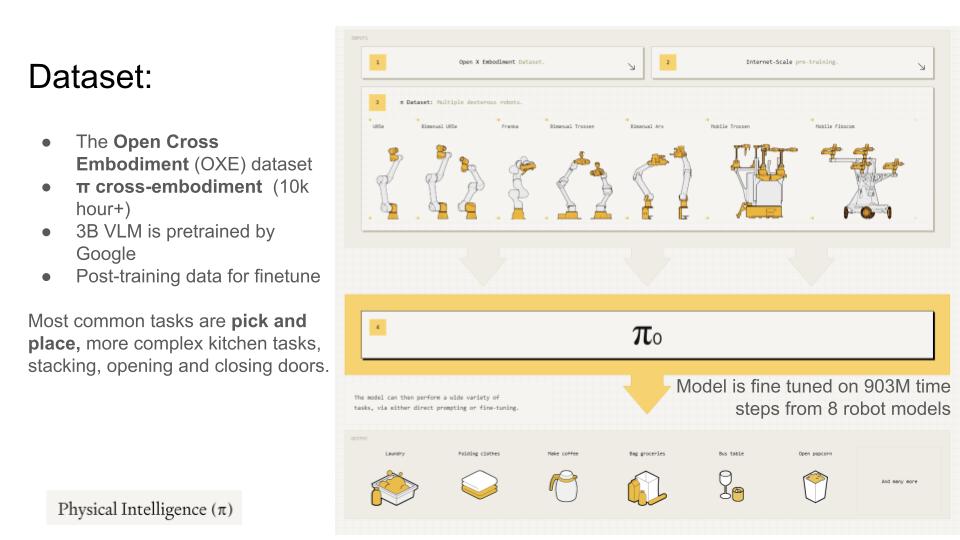 Dataset:
● The Open Cross
Embodiment (OXE) dataset
● π cross-embodiment (10k
hour+)
● 3B VLM is pretrained by
Google
● Post-training data for finetune
Most common tasks are pick and
place, more complex kitchen tasks,
stacking, opening and closing doors.
Physical Intelligence (π)
INPUTS
1 Open X Embodiment Dataset.
2 Internet-Scale pre-training.
3 π Dataset: Multiple dexterous robots.
UR5e Bimanual UR5e Franka Bimanual Trossen Bimanual Arx Mobile Trossen Mobile Fibocom
4 π0
Model is fine tuned on 903M time
steps from 8 robot models
The model can then perform a wide variety of
tasks, via either direct prompting or fine-tuning.
OUTPUT
Laundry Folding clothes Make coffee Bag groceries Bus table Open popcorn
And many more